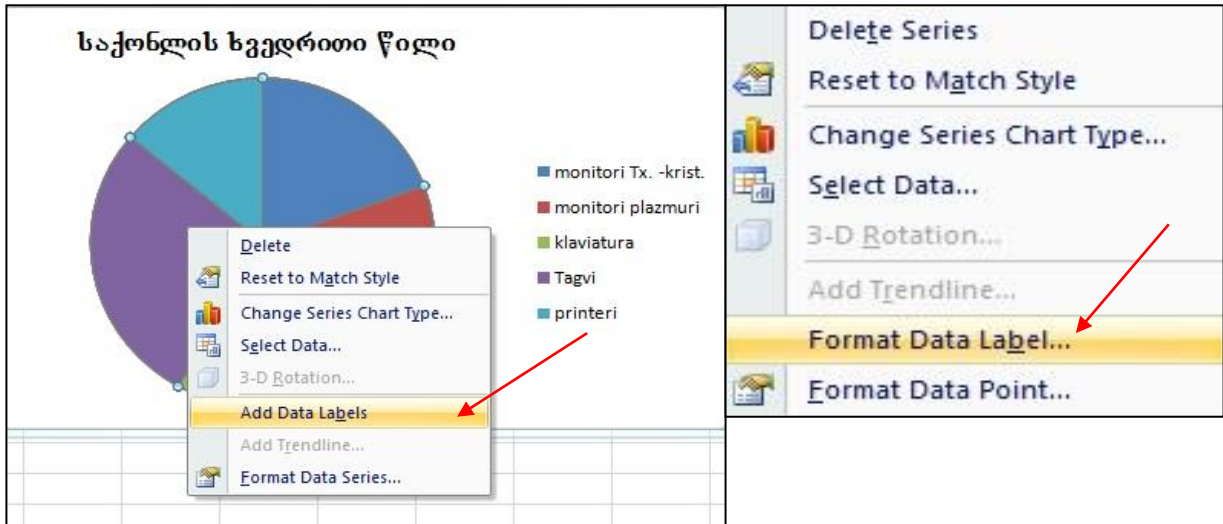 საქონლის ხვედრითი წილი
monitori Tx. -krist.
monitori plazmuri
klaviatura
Tagvi
printeri
Delete
Reset to Match Style
Change Series Chart Type...
Select Data...
3-D Rotation...
Add Data Labels
Add Trendline...
Format Data Series...
Delete Series
Reset to Match Style
Change Series Chart Type...
Select Data...
3-D Rotation...
Add Trendline...
Format Data Label...
Format Data Point...